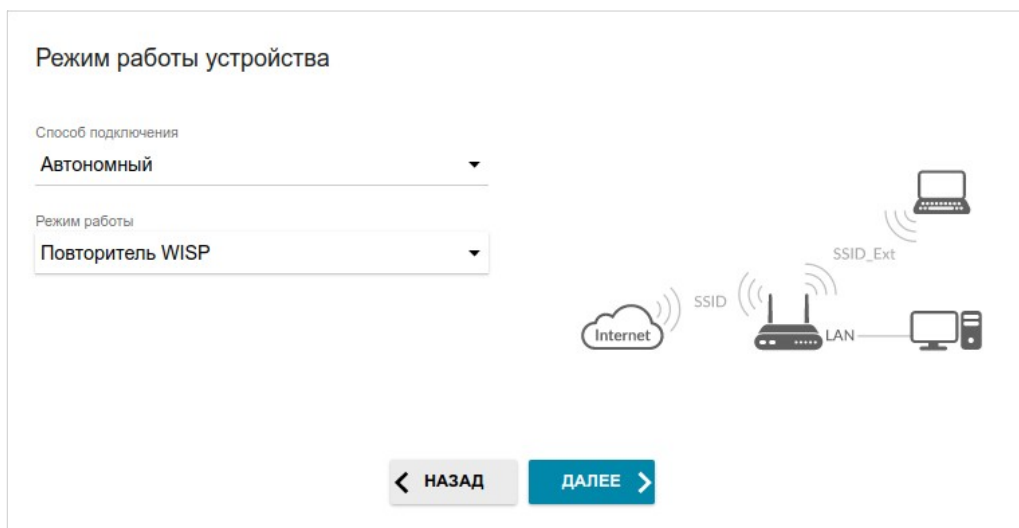 Режим работы устройства
Способ подключения
Автономный
Режим работы
Повторитель WISP
SSID_Ext
SSID
Internet
LAN
НАЗАД
ДАЛЕЕ